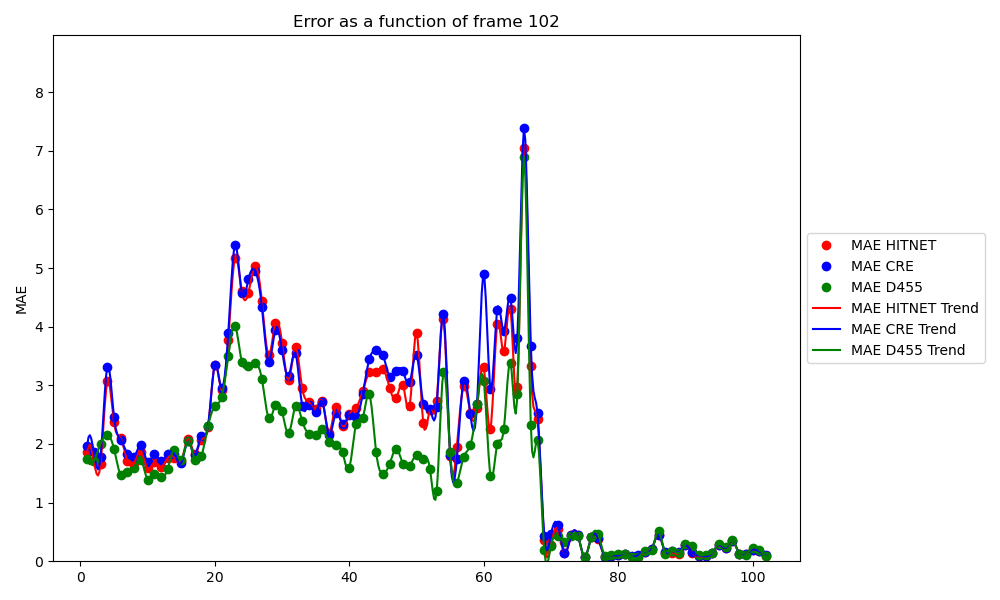 Error as a function of frame 102
MAE
8
7
6
5
4
3
2
1
0
0 20 40 60 80 100
MAE HITNET
MAE CRE
MAE D455
MAE HITNET Trend
MAE CRE Trend
MAE D455 Trend